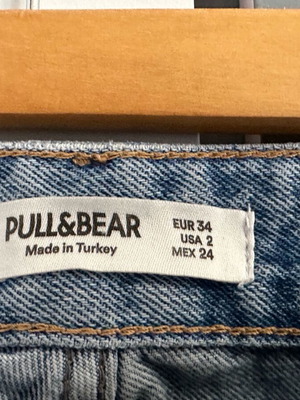 PULL&BEAR
Made in Turkey
EUR 34
USA 2
MEX 24